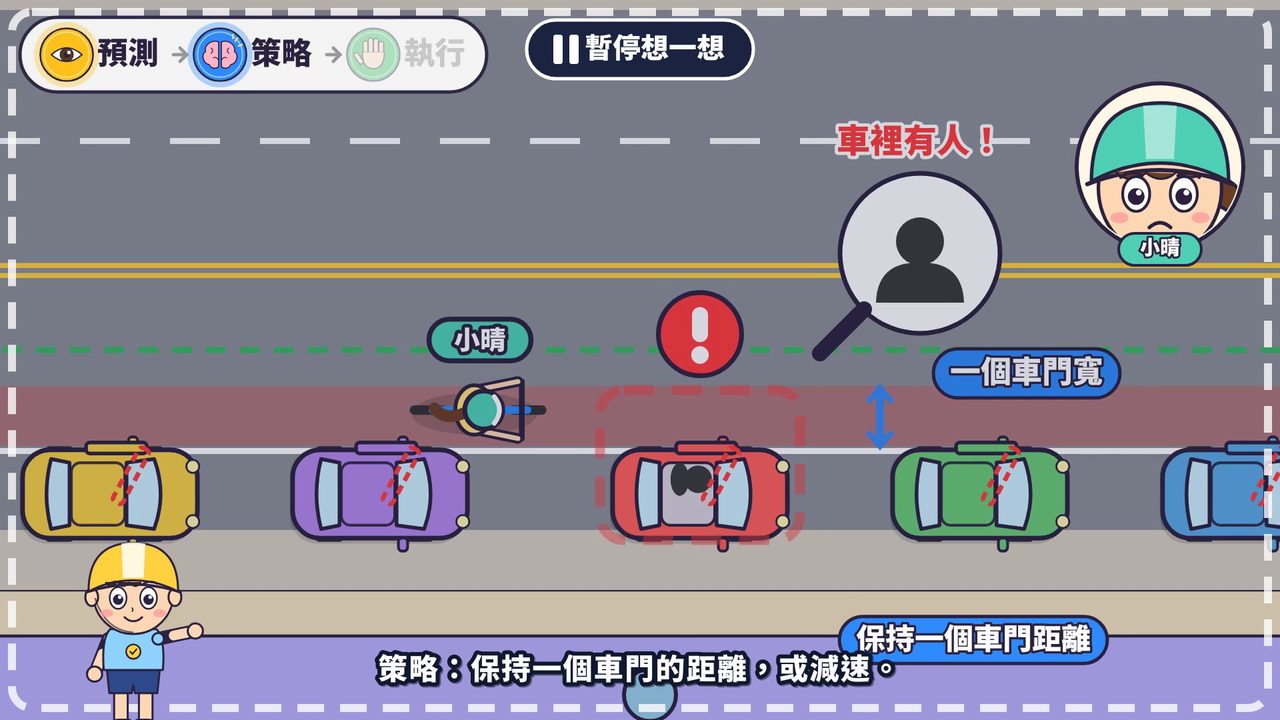 預測
策略
執行
暫停想一想
車裡有人！
小晴
小晴
一個車門寬
保持一個車門距離
策略：保持一個車門的距離，或減速。